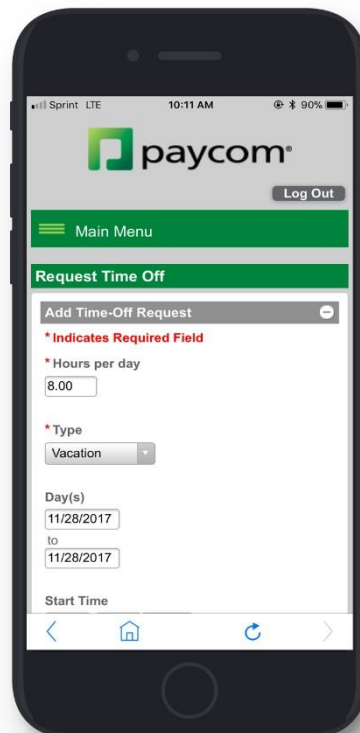 Sprint LTE 10:11 AM 90%
paycom®
Log Out
Main Menu
Request Time Off
Add Time-Off Request
* Indicates Required Field
* Hours per day
8.00
* Type
Vacation
Day(s)
11/28/2017
to
11/28/2017
Start Time